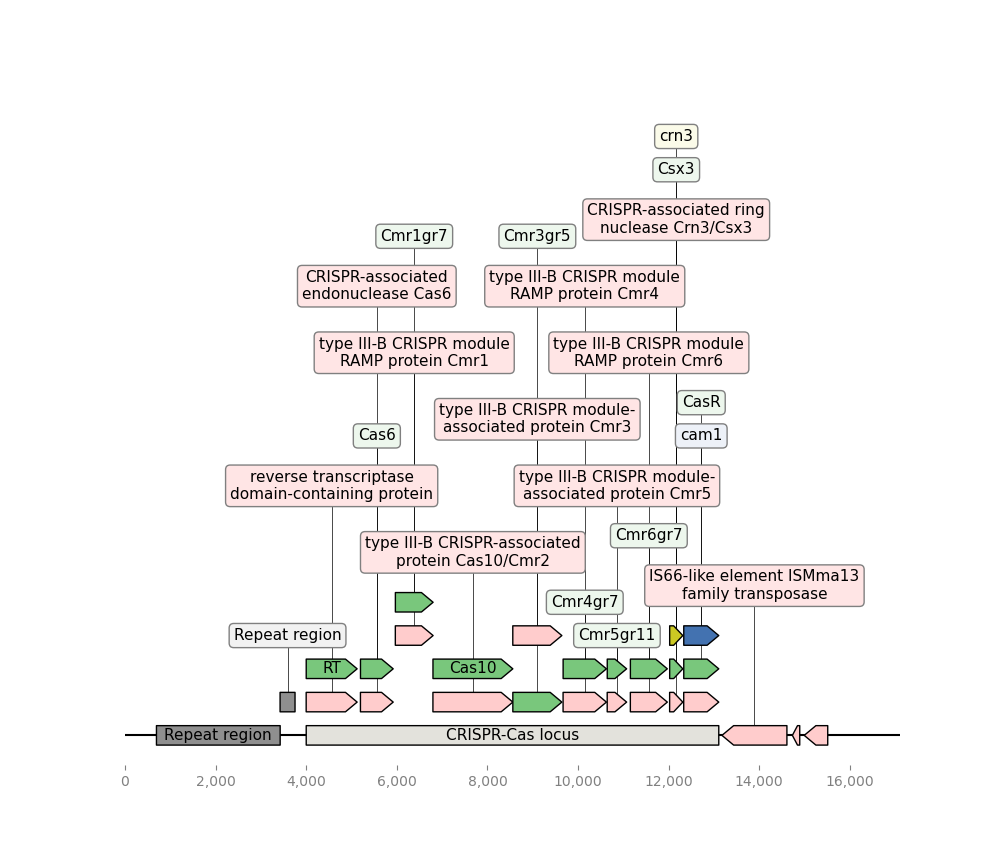 crn3
Csx3
CRISPR-associated ring
nuclease Crn3/Csx3
Cmr1gr7
Cmr3gr5
CRISPR-associated
endonuclease Cas6
type III-B CRISPR module
RAMP protein Cmr4
type III-B CRISPR module
RAMP protein Cmr1
type III-B CRISPR module
RAMP protein Cmr6
CasR
type III-B CRISPR module-
associated protein Cmr3
Cas6
cam1
reverse transcriptase
domain-containing protein
type III-B CRISPR module-
associated protein Cmr5
Cmr6gr7
type III-B CRISPR-associated
protein Cas10/Cmr2
IS66-like element ISMma13
family transposase
Cmr4gr7
Repeat region
Cmr5gr11
RT
Cas10
Repeat region
CRISPR-Cas locus
0
2,000
4,000
6,000
8,000
10,000
12,000
14,000
16,000